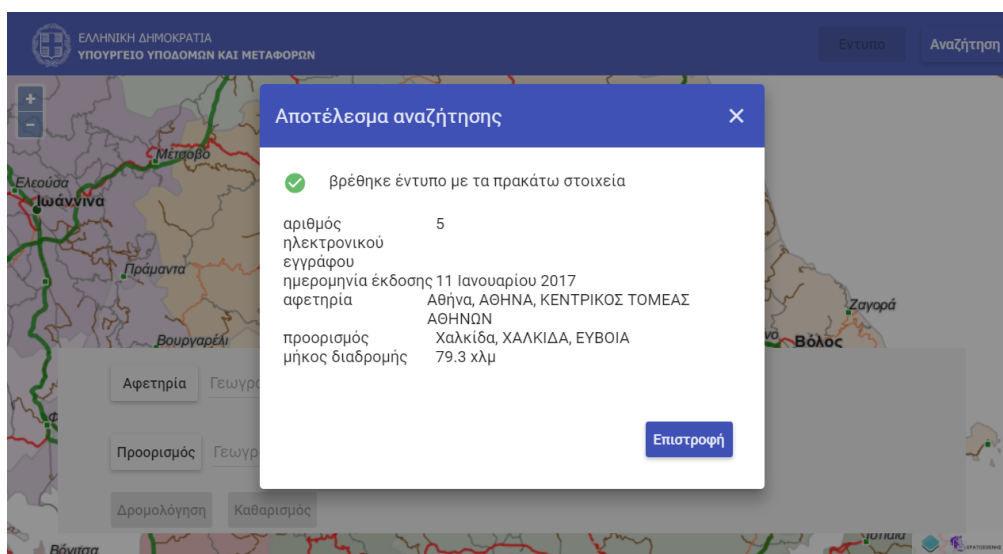 ΕΛΛΗΝΙΚΗ ΔΗΜΟΚΡΑΤΙΑ
ΥΠΟΥΡΓΕΙΟ ΥΠΟΔΟΜΩΝ ΚΑΙ ΜΕΤΑΦΟΡΩΝ
Εντυπο
Αναζήτηση
+
−
Μέτσοβο
Ελεούσα
Ιωάννινα
Πράμαντα
Βουργαρέλι
Ζαγορά
Βόλος
Αποτέλεσμα αναζήτησης
×
βρέθηκε έντυπο με τα πρακάτω στοιχεία
αριθμός 5
ηλεκτρονικού
εγγράφου
ημερομηνία έκδοσης 11 Ιανουαρίου 2017
αφετηρία Αθήνα, ΑΘΗΝΑ, ΚΕΝΤΡΙΚΟΣ ΤΟΜΕΑΣ
ΑΘΗΝΩΝ
προορισμός Χαλκίδα, ΧΑΛΚΙΔΑ, ΕΥΒΟΙΑ
μήκος διαδρομής 79.3 χλμ
Επιστροφή
Αφετηρία Γεωγρ
Προορισμός Γεωγρ
Δρομολόγηση Καθαρισμός